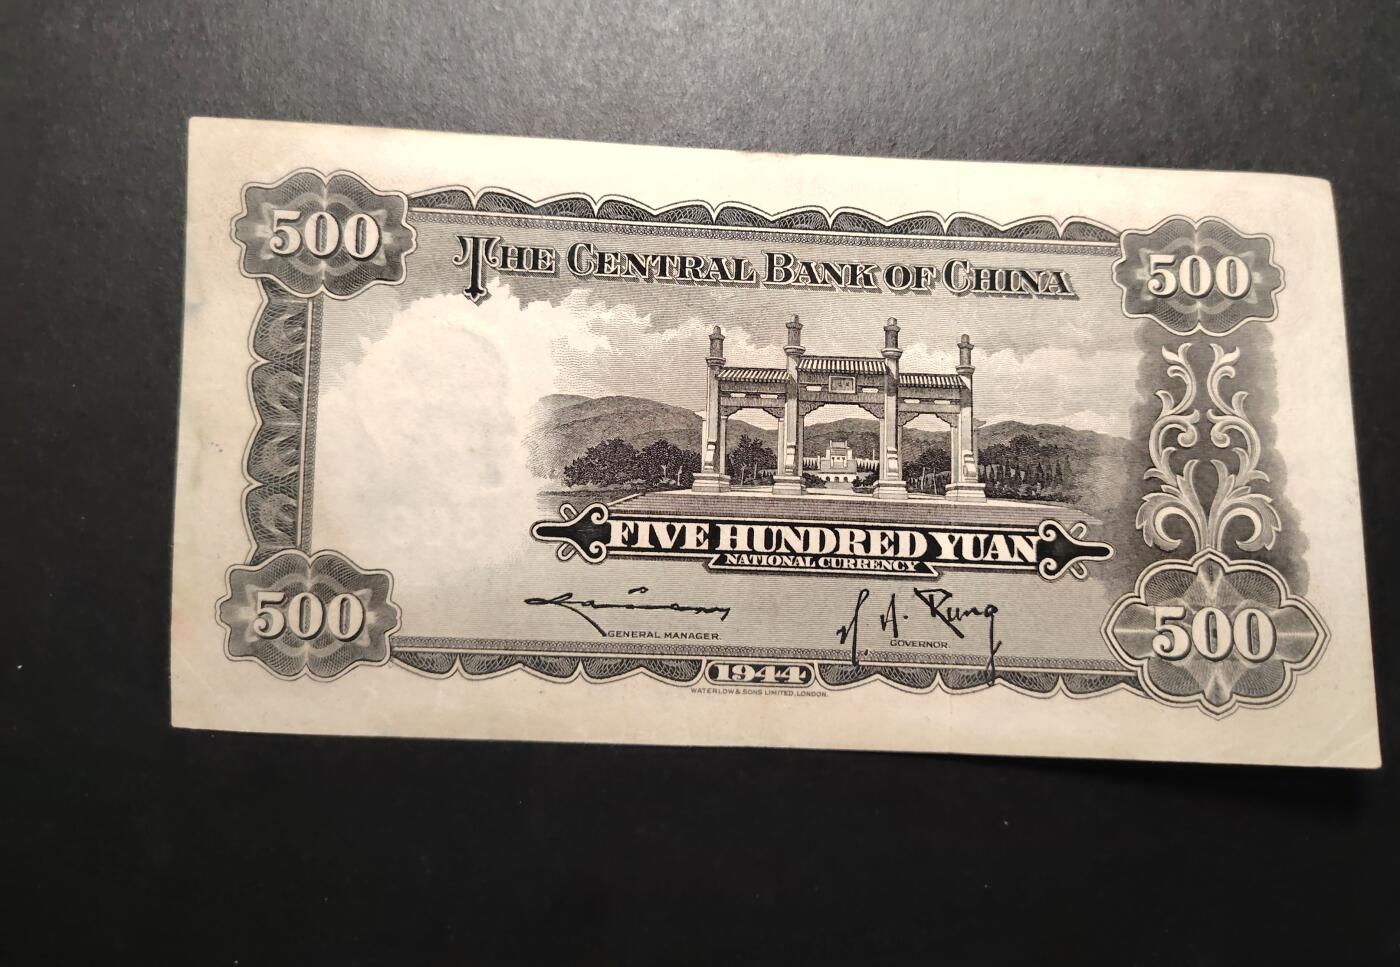 500
500
THE CENTRAL BANK OF CHINA
FIVE HUNDRED YUAN
NATIONAL CURRENCY
GENERAL MANAGER.
GOVERNOR.
500
500
1944
WATERLOW & SONS LIMITED, LONDON.